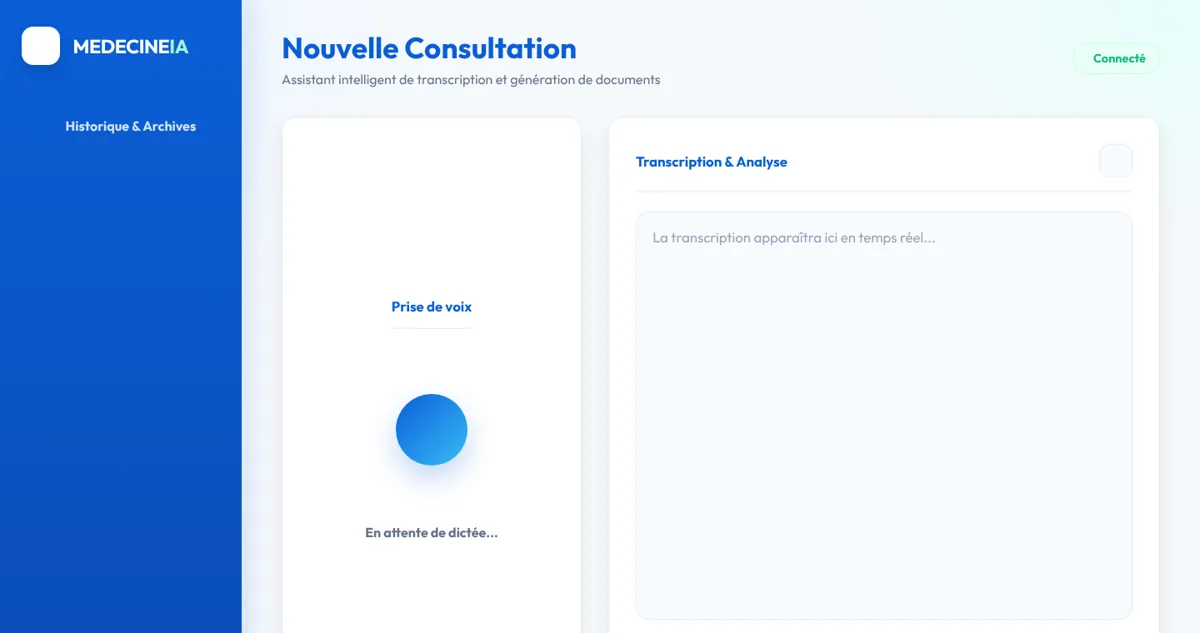 MEDECINEIA
Historique & Archives
Nouvelle Consultation
Assistant intelligent de transcription et génération de documents
Connecté
Prise de voix
En attente de dictée...
Transcription & Analyse
La transcription apparaîtra ici en temps réel...